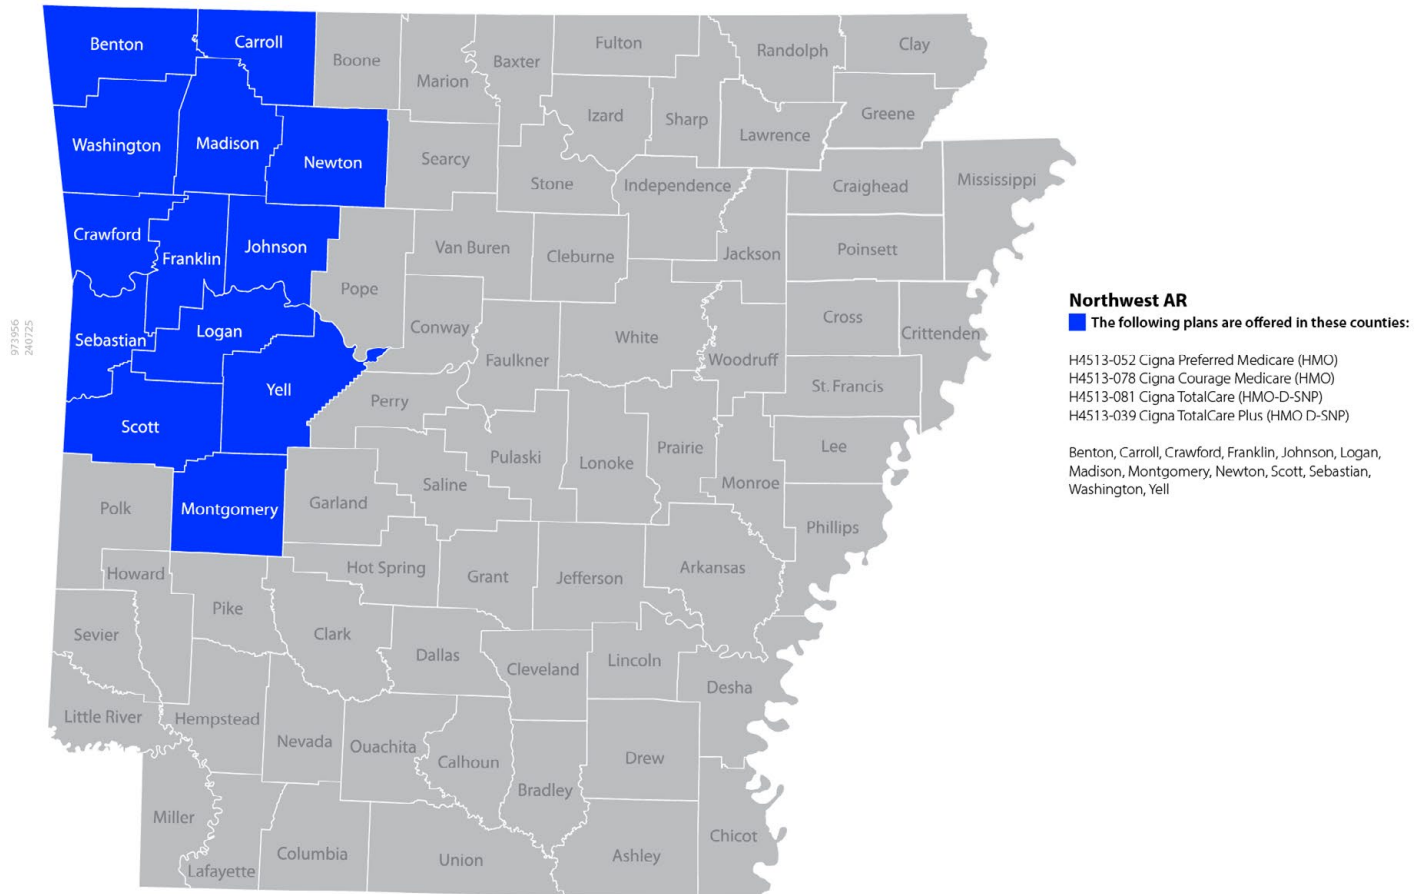 Benton
Carroll
Boone
Marion
Baxter
Fulton
Randolph
Clay
Izard
Sharp
Lawrence
Greene
Washington
Madison
Newton
Searcy
Stone
Independence
Craighead
Mississippi
Crawford
Franklin
Johnson
Pope
Van Buren
Cleburne
Jackson
Poinsett
Sebastian
Logan
Yell
Conway
Faulkner
White
Woodruff
Cross
Crittenden
St. Francis
Scott
Perry
Pulaski
Lonoke
Prairie
Monroe
Lee
Phillips
Polk
Montgomery
Garland
Saline
Howard
Pike
Hot Spring
Grant
Jefferson
Arkansas
Sevier
Clark
Dallas
Cleveland
Lincoln
Desha
Little River
Hempstead
Nevada
Ouachita
Calhoun
Bradley
Drew
Miller
Lafayette
Columbia
Union
Ashley
Chicot
973956
240725
Northwest AR
The following plans are offered in these counties:
H4513-052 Cigna Preferred Medicare (HMO)
H4513-078 Cigna Courage Medicare (HMO)
H4513-081 Cigna TotalCare (HMO-D-SNP)
H4513-039 Cigna TotalCare Plus (HMO D-SNP)
Benton, Carroll, Crawford, Franklin, Johnson, Logan,
Madison, Montgomery, Newton, Scott, Sebastian,
Washington, Yell